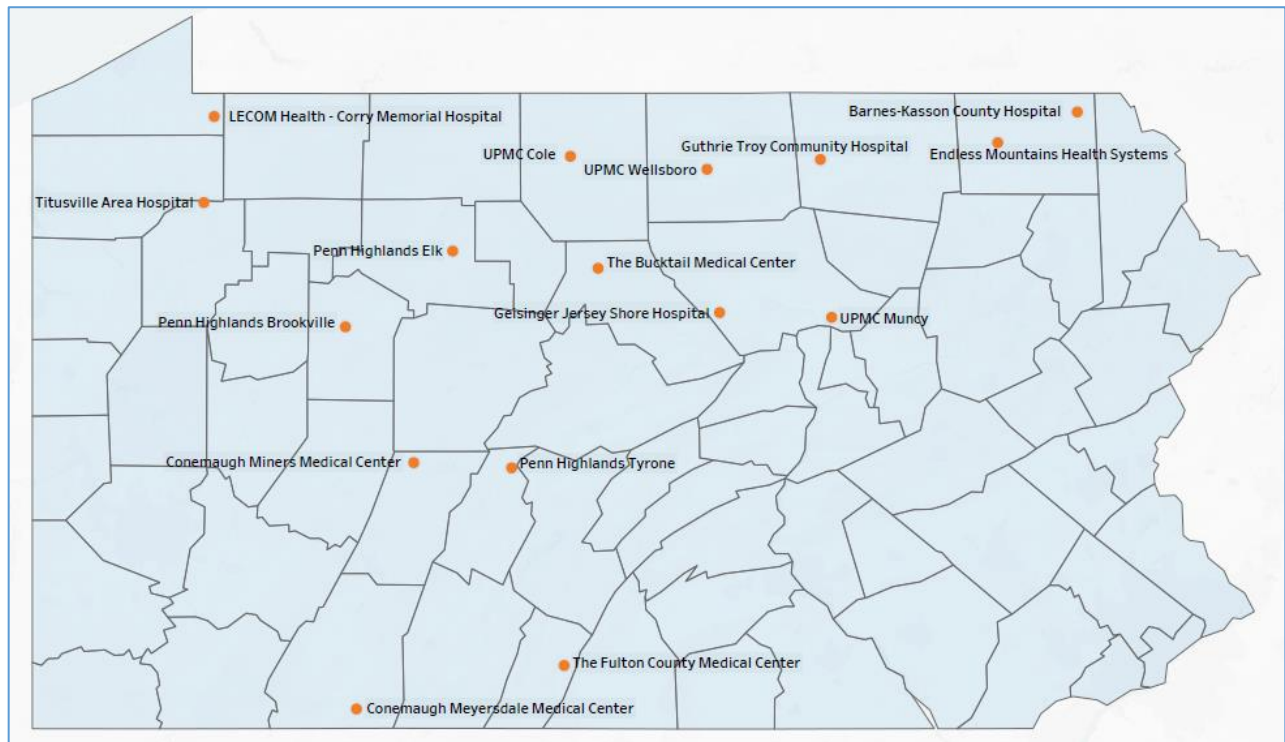 Barnes-Kasson County Hospital
LECOM Health - Corry Memorial Hospital
Guthrie Troy Community Hospital
UPMC Cole
Endless Mountains Health Systems
UPMC Wellsboro
Titusville Area Hospital
Penn Highlands Elk
The Bucktail Medical Center
Geisinger Jersey Shore Hospital
UPMC Muncy
Penn Highlands Brookville
Conemaugh Miners Medical Center
Penn Highlands Tyrone
The Fulton County Medical Center
Conemaugh Meyersdale Medical Center